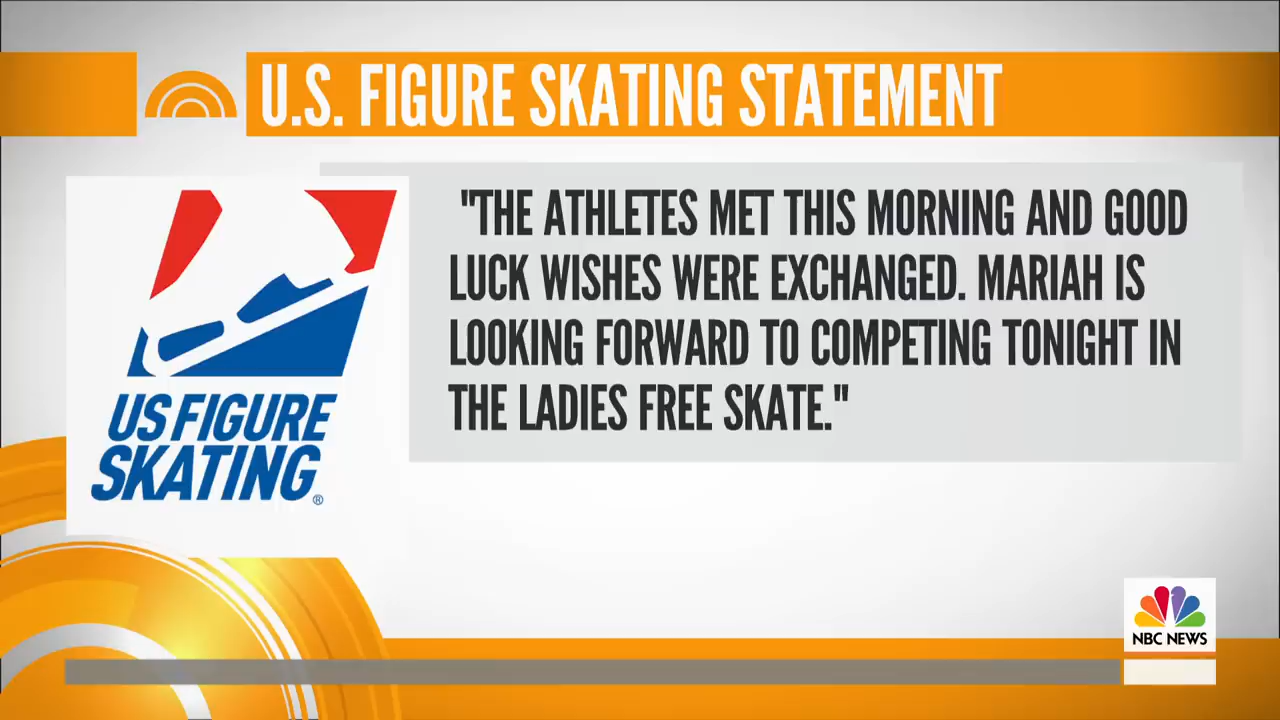 U.S. FIGURE SKATING STATEMENT
"THE ATHLETES MET THIS MORNING AND GOOD
LUCK WISHES WERE EXCHANGED. MARIAH IS
LOOKING FORWARD TO COMPETING TONIGHT IN
THE LADIES FREE SKATE."
US FIGURE
SKATING®
NBC NEWS